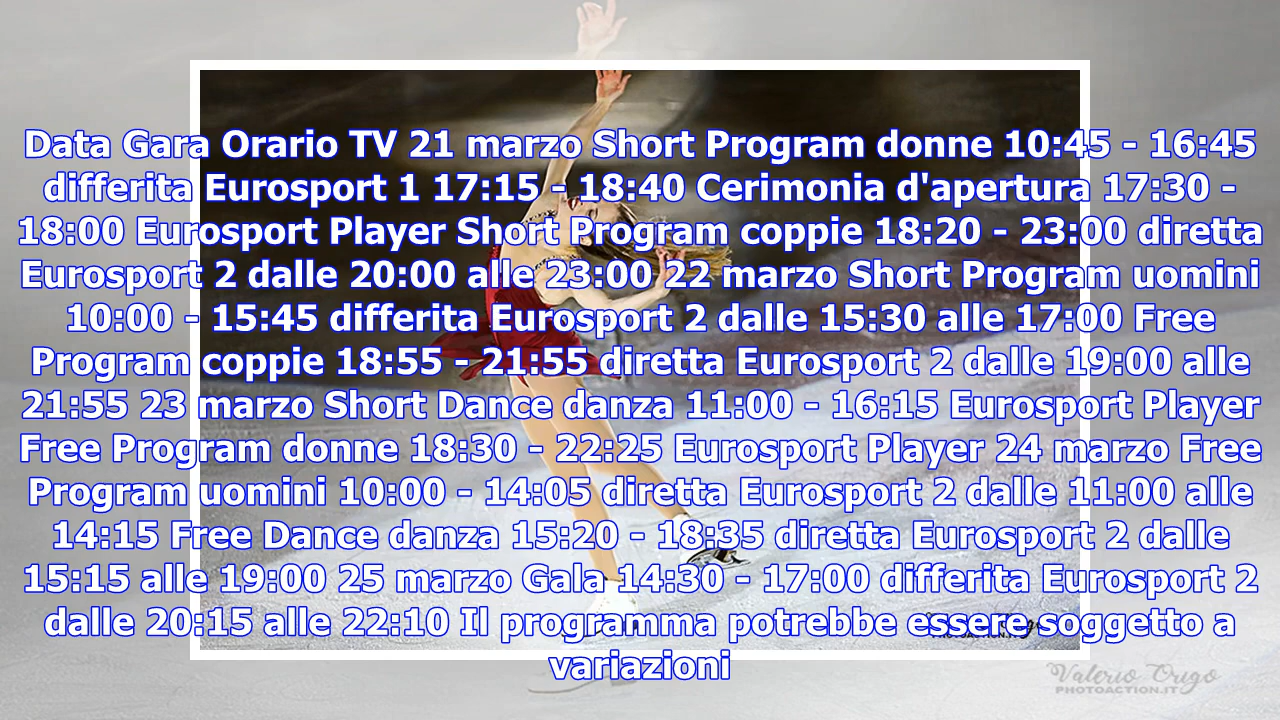 Data Gara Orario TV 21 marzo Short Program donne 10:45 - 16:45
differita Eurosport 1 17:15 - 18:40 Cerimonia d'apertura 17:30 -
18:00 Eurosport Player Short Program coppie 18:20 - 23:00 diretta
Eurosport 2 dalle 20:00 alle 23:00 22 marzo Short Program uomini
10:00 - 15:45 differita Eurosport 2 dalle 15:30 alle 17:00 Free
Program coppie 18:55 - 21:55 diretta Eurosport 2 dalle 19:00 alle
21:55 23 marzo Short Dance danza 11:00 - 16:15 Eurosport Player
Free Program donne 18:30 - 22:25 Eurosport Player 24 marzo Free
Program uomini 10:00 - 14:05 diretta Eurosport 2 dalle 11:00 alle
14:15 Free Dance danza 15:20 - 18:35 diretta Eurosport 2 dalle
15:15 alle 19:00 25 marzo Gala 14:30 - 17:00 differita Eurosport 2
dalle 20:15 alle 22:10 Il programma potrebbe essere soggetto a
variazioni
Valerio Origo
PHOTOACTION.IT